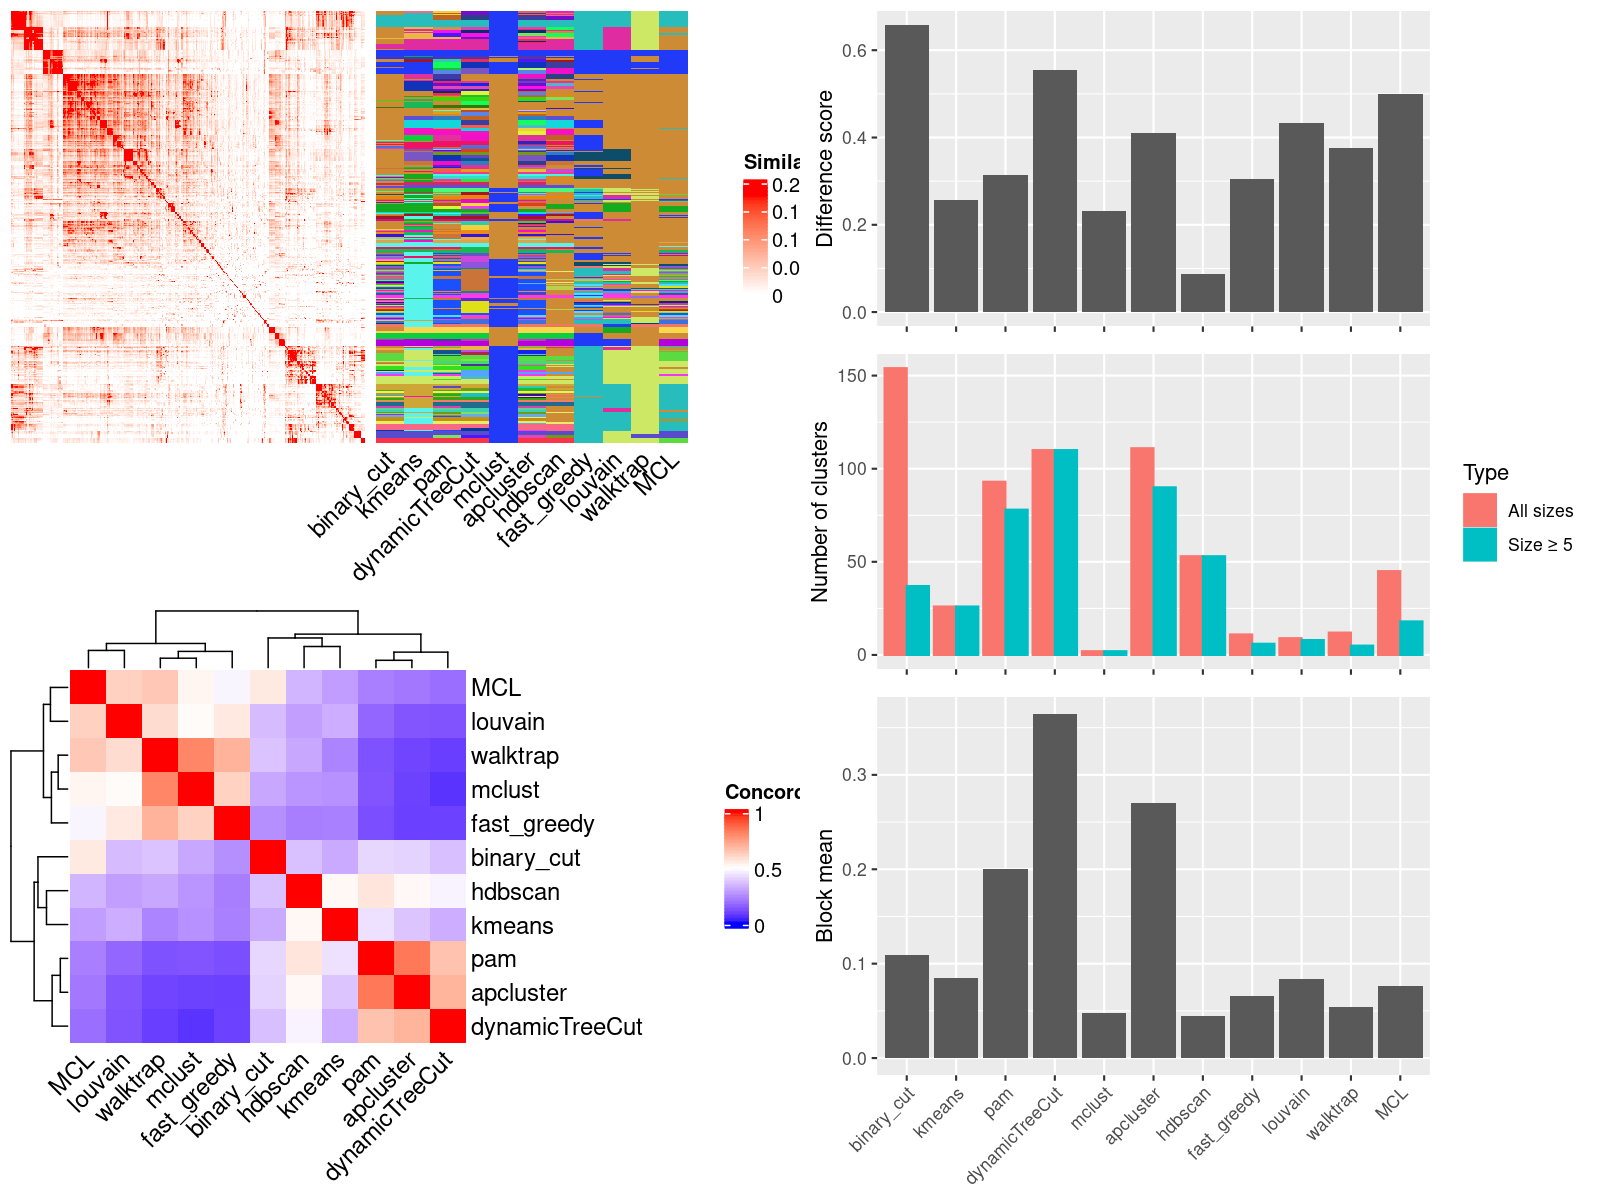 Simila
0.2
0.1
0.1
0.0
0
binary_cut
kmeans
pam
dynamicTreeCut
mclust
apcluster
hdbscan
fast_greedy
louvain
walktrap
MCL
MCL
louvain
walktrap
mclust
fast_greedy
binary_cut
hdbscan
kmeans
pam
apcluster
dynamicTreeCut
MCL
louvain
walktrap
mclust
fast_greedy
binary_cut
hdbscan
kmeans
pam
apcluster
dynamicTreeCut
Concord
1
0.5
0
Difference score
0.6
0.4
0.2
0.0
Number of clusters
150
100
50
0
Type
All sizes
Size ≥ 5
Block mean
0.3
0.2
0.1
0.0
binary_cut
kmeans
pam
dynamicTreeCut
mclust
apcluster
hdbscan
fast_greedy
louvain
walktrap
MCL